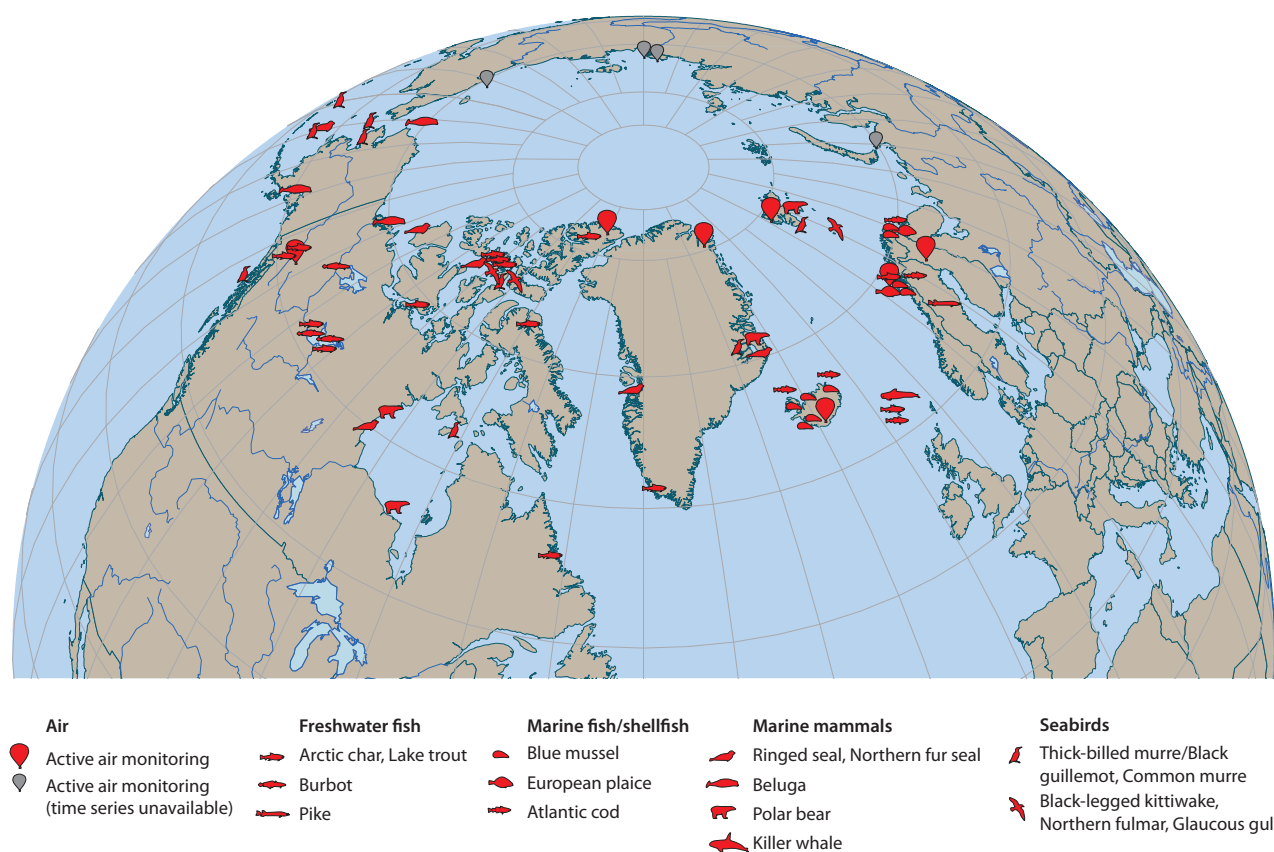 Air
Active air monitoring
Active air monitoring
(time series unavailable)
Freshwater fish
Arctic char, Lake trout
Burbot
Pike
Marine fish/shellfish
Blue mussel
European plaice
Atlantic cod
Marine mammals
Ringed seal, Northern fur seal
Beluga
Polar bear
Killer whale
Seabirds
Thick-billed murre/Black
guillemot, Common murre
Black-legged kittiwake,
Northern fulmar, Glaucous gul